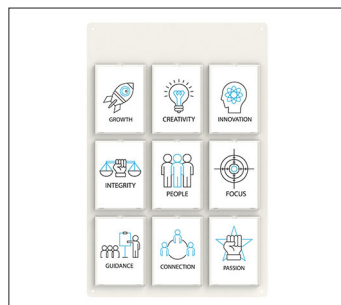 GROWTH
CREATIVITY
INNOVATION
INTEGRITY
PEOPLE
FOCUS
GUIDANCE
CONNECTION
PASSION